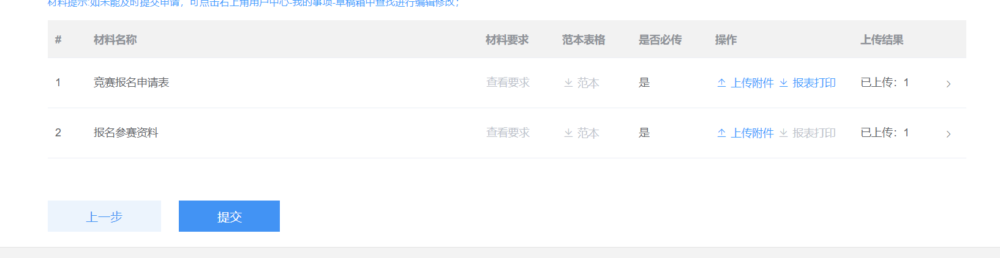 材料提示:如未能及时提交申请，可点击右上角用户中心-我的事项-草稿箱中查找进行编辑修改；
# 材料名称 材料要求 范本表格 是否必传 操作 上传结果
1 竞赛报名申请表 查看要求 范本 是 上传附件 报表打印 已上传：1
2 报名参赛资料 查看要求 范本 是 上传附件 报表打印 已上传：1
上一步 提交